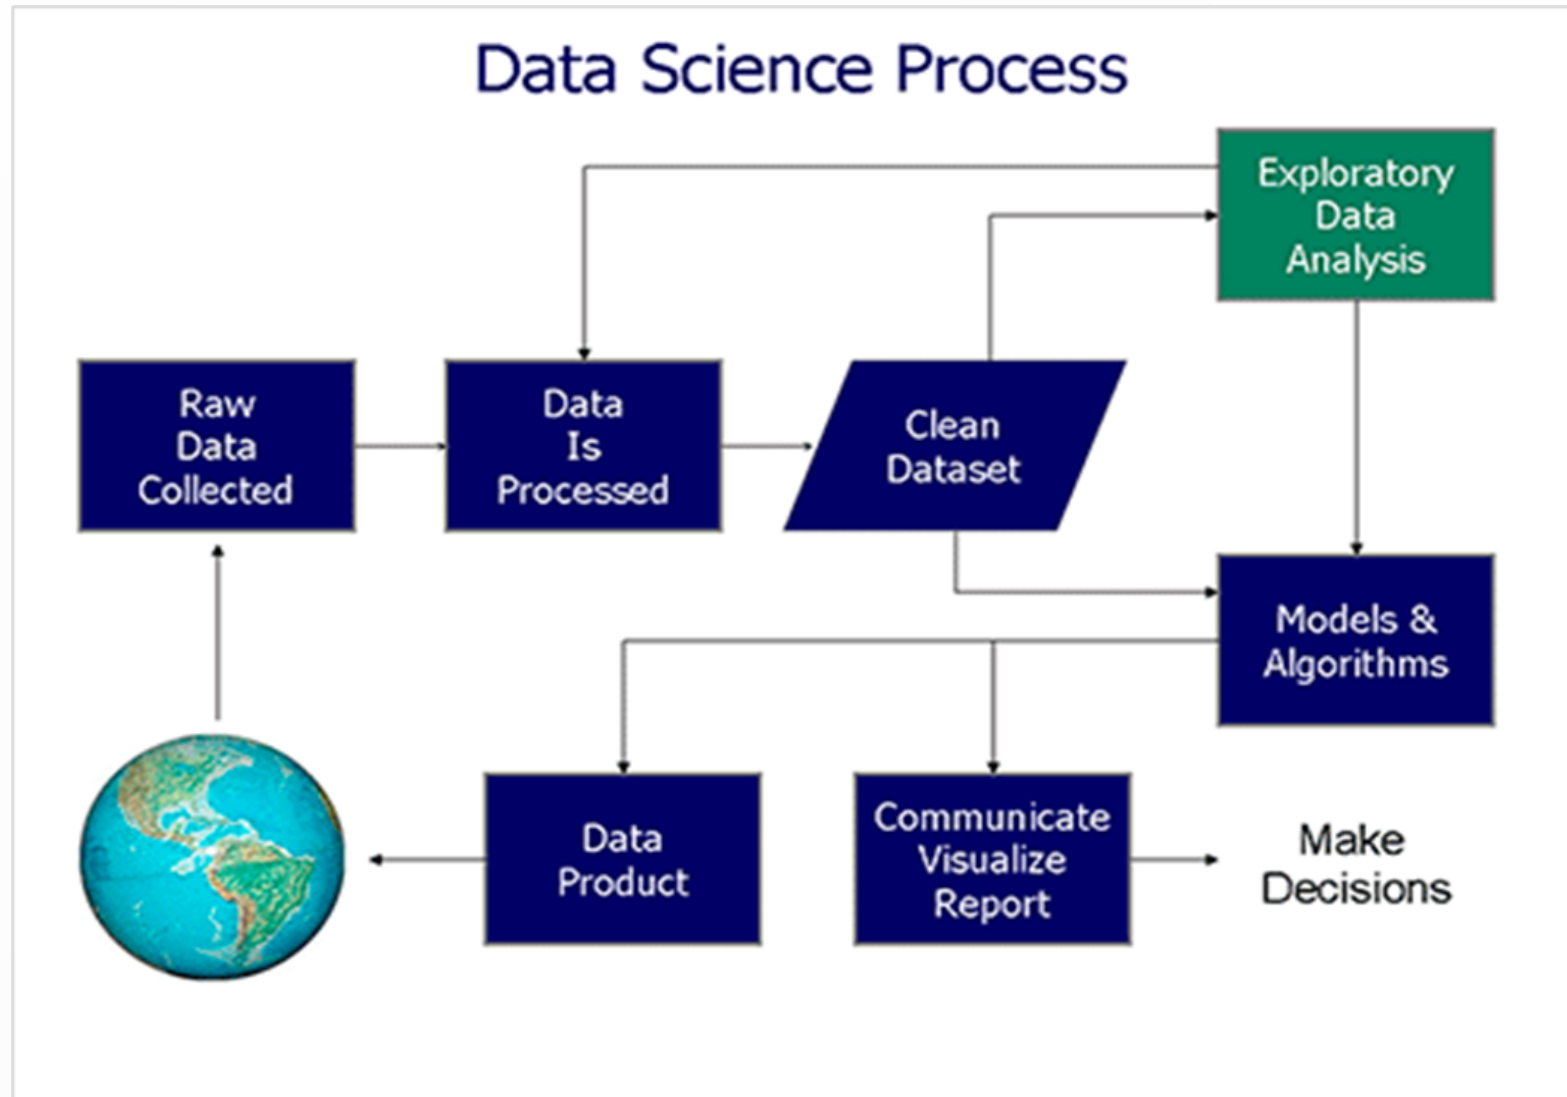 Data Science Process
Exploratory
Data
Analysis
Raw
Data
Collected
Data
Is
Processed
Clean
Dataset
Models &
Algorithms
Data
Product
Communicate
Visualize
Report
Make
Decisions